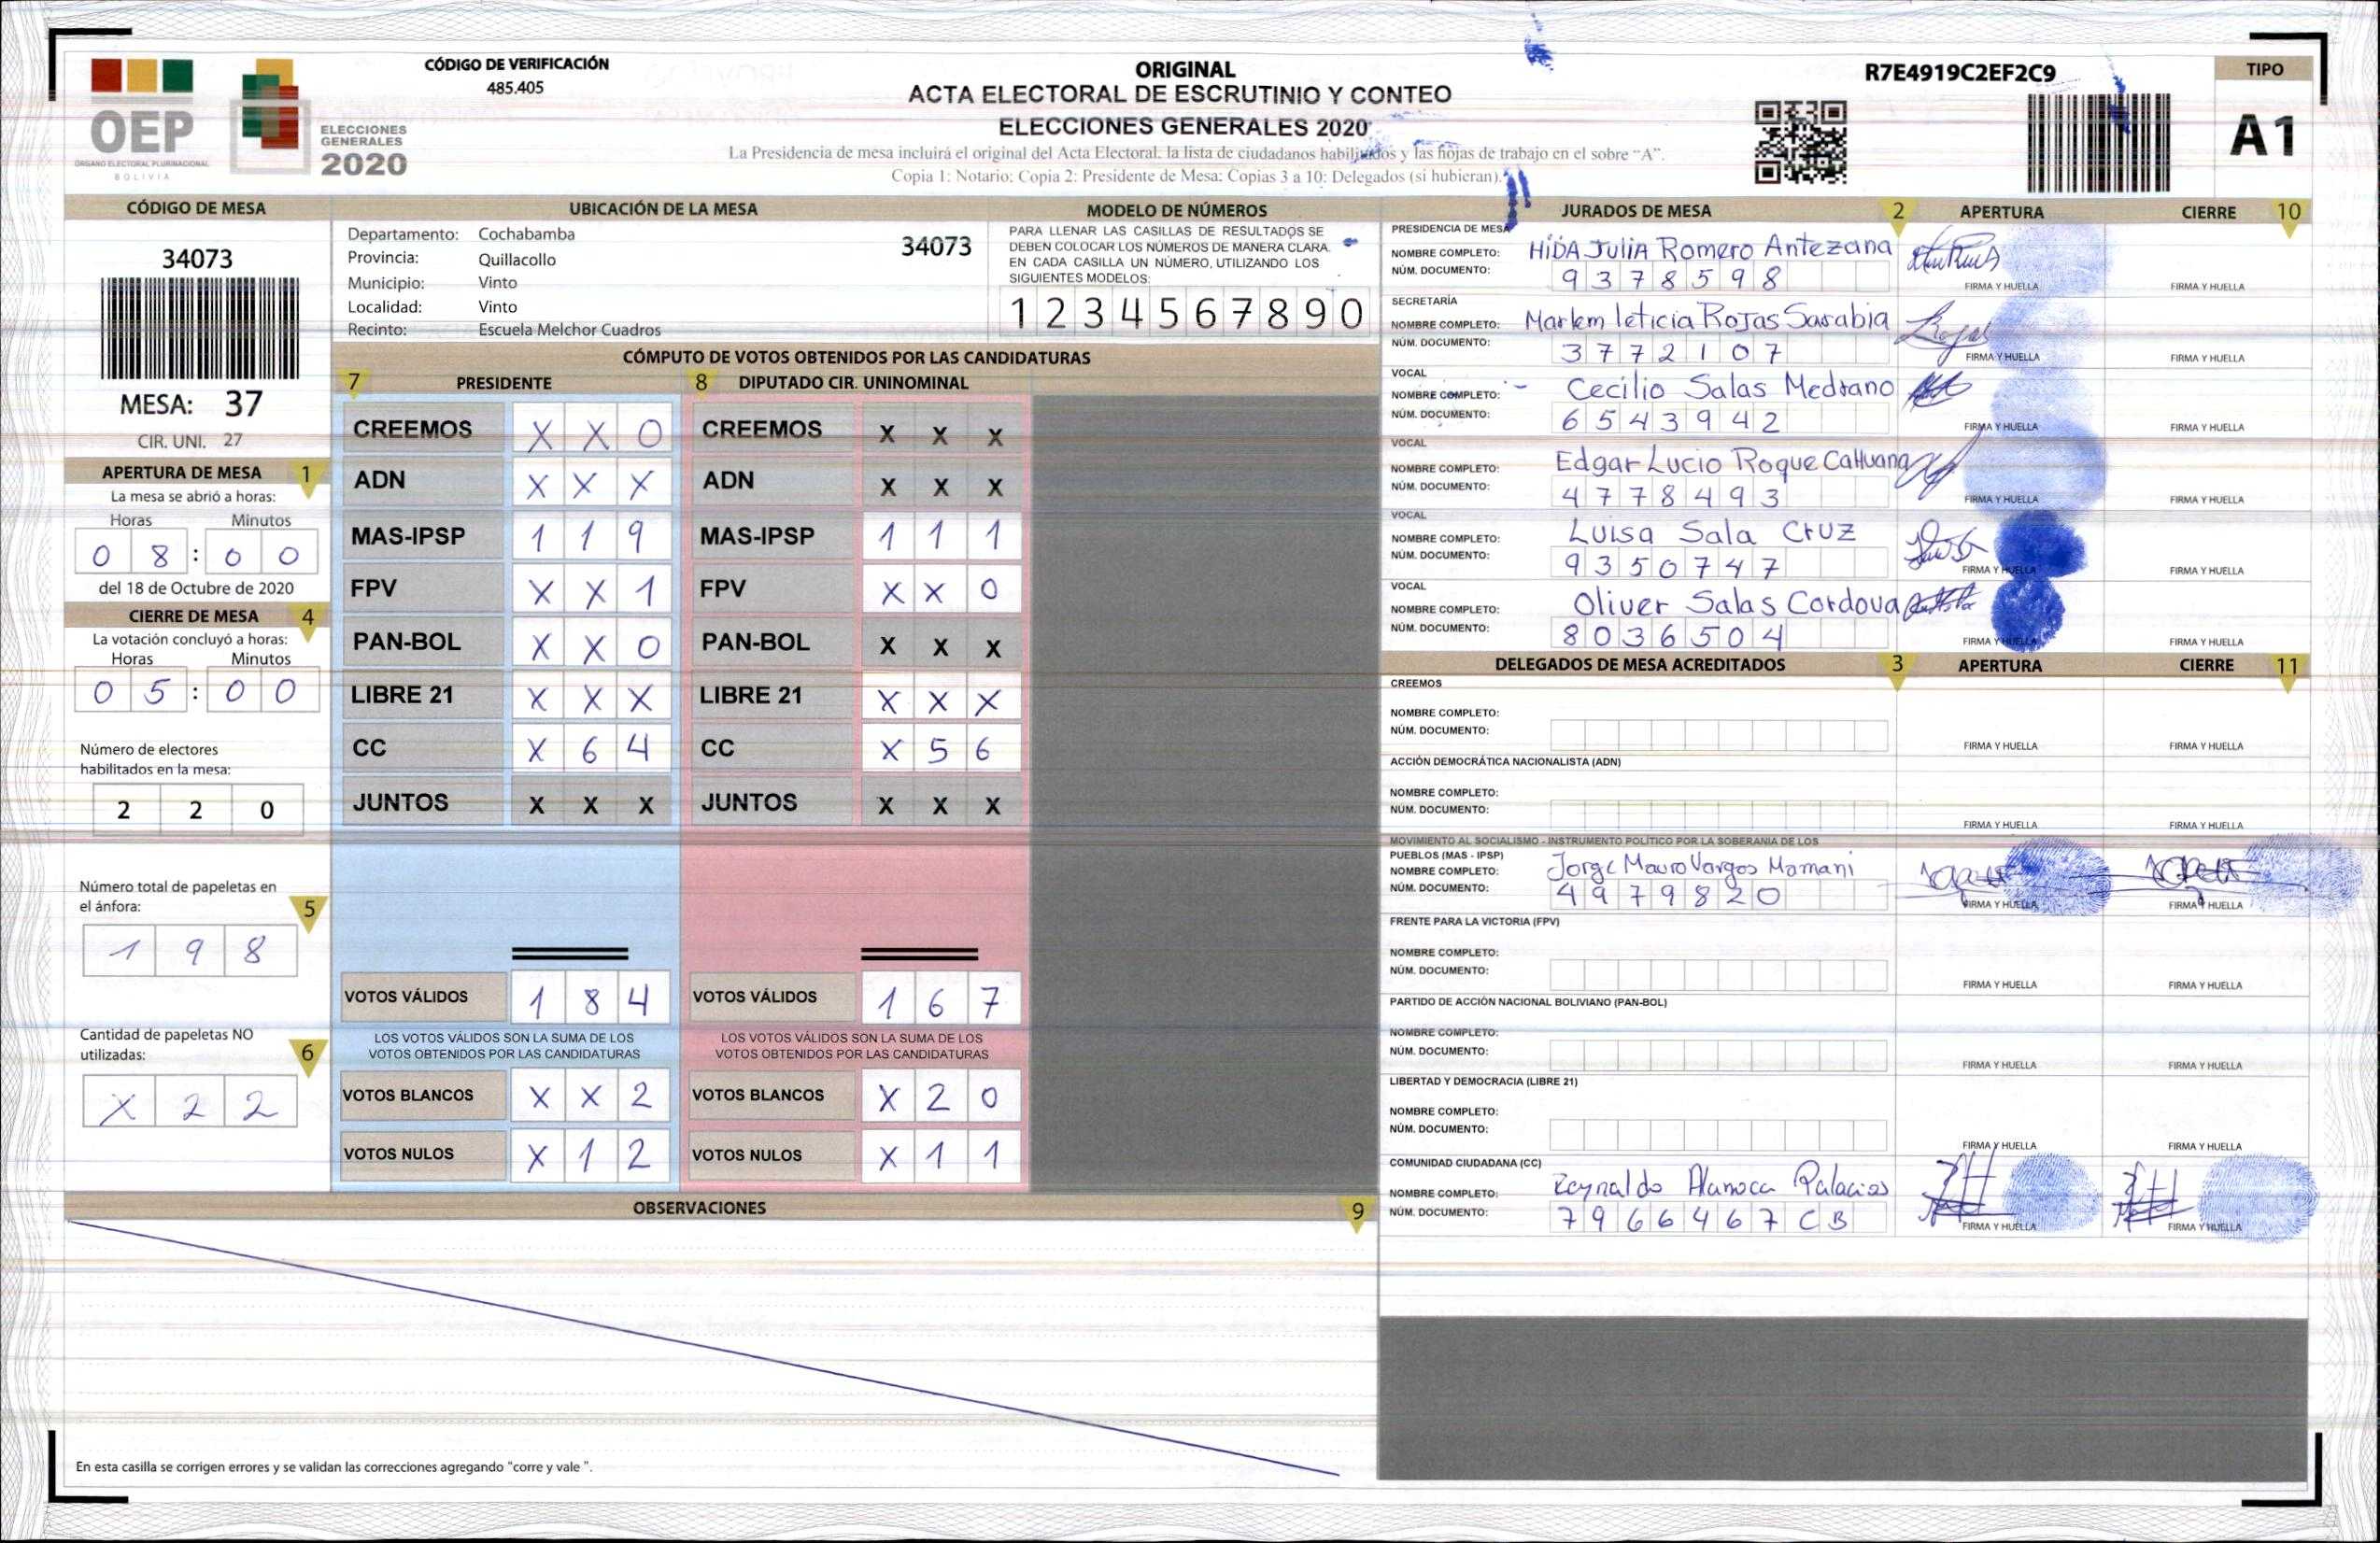 CÓDIGO DE VERIFICACIÓN
485.405
OEP
ÓRGANO ELECTORAL PLURINACIONAL
BOLIVIA
ELECCIONES
GENERALES
2020
ORIGINAL
ACTA ELECTORAL DE ESCRUTINIO Y CONTEO
ELECCIONES GENERALES 2020
La Presidencia de mesa incluirá el original del Acta Electoral, la lista de ciudadanos habilitados y las hojas de trabajo en el sobre "A".
Copia 1: Notario; Copia 2: Presidente de Mesa; Copias 3 a 10: Delegados (si hubieran).
R7E4919C2EF2C9
TIPO
A1
CÓDIGO DE MESA
34073
MESA: 37
CIR. UNI. 27
APERTURA DE MESA 1
La mesa se abrió a horas:
Horas Minutos
0 8 : 0 0
del 18 de Octubre de 2020
CIERRE DE MESA 4
La votación concluyó a horas:
Horas Minutos
0 5 : 0 0
Número de electores
habilitados en la mesa:
2 2 0
Número total de papeletas en
el ánfora: 5
1 9 8
Cantidad de papeletas NO
utilizadas: 6
X 2 2
UBICACIÓN DE LA MESA
Departamento: Cochabamba 34073
Provincia: Quillacollo
Municipio: Vinto
Localidad: Vinto
Recinto: Escuela Melchor Cuadros
MODELO DE NÚMEROS
PARA LLENAR LAS CASILLAS DE RESULTADOS SE
DEBEN COLOCAR LOS NÚMEROS DE MANERA CLARA.
EN CADA CASILLA UN NÚMERO, UTILIZANDO LOS
SIGUIENTES MODELOS:
1 2 3 4 5 6 7 8 9 0
CÓMPUTO DE VOTOS OBTENIDOS POR LAS CANDIDATURAS
7 PRESIDENTE 8 DIPUTADO CIR. UNINOMINAL
CREEMOS X X 0 CREEMOS X X X
ADN X X X ADN X X X
MAS-IPSP 1 1 9 MAS-IPSP 1 1 1
FPV X X 1 FPV X X 0
PAN-BOL X X 0 PAN-BOL X X X
LIBRE 21 X X X LIBRE 21 X X X
CC X 6 4 CC X 5 6
JUNTOS X X X JUNTOS X X X
VOTOS VÁLIDOS 1 8 4 VOTOS VÁLIDOS 1 6 7
LOS VOTOS VÁLIDOS SON LA SUMA DE LOS LOS VOTOS VÁLIDOS SON LA SUMA DE LOS
VOTOS OBTENIDOS POR LAS CANDIDATURAS VOTOS OBTENIDOS POR LAS CANDIDATURAS
VOTOS BLANCOS X X 2 VOTOS BLANCOS X 2 0
VOTOS NULOS X 1 2 VOTOS NULOS X 1 1
OBSERVACIONES 9
En esta casilla se corrigen errores y se validan las correcciones agregando "corre y vale ".
JURADOS DE MESA 2 APERTURA CIERRE 10
PRESIDENCIA DE MESA
NOMBRE COMPLETO: HiDA JuliA Romero Antezana
NÚM. DOCUMENTO: 9378598
FIRMA Y HUELLA FIRMA Y HUELLA
SECRETARÍA
NOMBRE COMPLETO: Marlem leticia Rojas Sarabia
NÚM. DOCUMENTO: 3772107
FIRMA Y HUELLA FIRMA Y HUELLA
VOCAL
NOMBRE COMPLETO: Cecilio Salas Medrano
NÚM. DOCUMENTO: 6543942
FIRMA Y HUELLA FIRMA Y HUELLA
VOCAL
NOMBRE COMPLETO: Edgar Lucio Roque
NÚM. DOCUMENTO: 4778493
FIRMA Y HUELLA FIRMA Y HUELLA
VOCAL
NOMBRE COMPLETO: Luisa Sala Cruz
NÚM. DOCUMENTO: 9350747
FIRMA Y HUELLA FIRMA Y HUELLA
VOCAL
NOMBRE COMPLETO: Oliver Salas Cordova
NÚM. DOCUMENTO: 8036504
FIRMA Y HUELLA FIRMA Y HUELLA
DELEGADOS DE MESA ACREDITADOS 3 APERTURA CIERRE 11
CREEMOS
NOMBRE COMPLETO:
NÚM. DOCUMENTO:
FIRMA Y HUELLA FIRMA Y HUELLA
ACCIÓN DEMOCRÁTICA NACIONALISTA (ADN)
NOMBRE COMPLETO:
NÚM. DOCUMENTO:
FIRMA Y HUELLA FIRMA Y HUELLA
MOVIMIENTO AL SOCIALISMO - INSTRUMENTO POLÍTICO POR LA SOBERANIA DE LOS
PUEBLOS (MAS - IPSP)
NOMBRE COMPLETO: Jorge Mauro Vargas Mamani
NÚM. DOCUMENTO: 4979820
FIRMA Y HUELLA FIRMA Y HUELLA
FRENTE PARA LA VICTORIA (FPV)
NOMBRE COMPLETO:
NÚM. DOCUMENTO:
FIRMA Y HUELLA FIRMA Y HUELLA
PARTIDO DE ACCIÓN NACIONAL BOLIVIANO (PAN-BOL)
NOMBRE COMPLETO:
NÚM. DOCUMENTO:
FIRMA Y HUELLA FIRMA Y HUELLA
LIBERTAD Y DEMOCRACIA (LIBRE 21)
NOMBRE COMPLETO:
NÚM. DOCUMENTO:
FIRMA Y HUELLA FIRMA Y HUELLA
COMUNIDAD CIUDADANA (CC)
NOMBRE COMPLETO: Reynaldo Alanoca Palacios
NÚM. DOCUMENTO: 7966467CB
FIRMA Y HUELLA FIRMA Y HUELLA